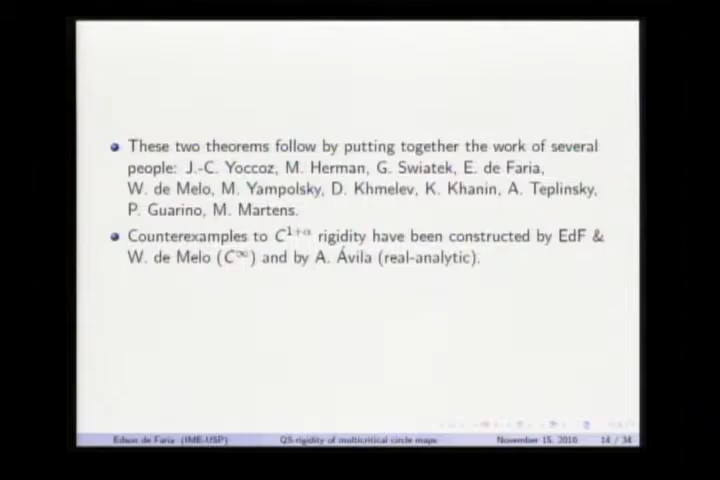 These two theorems follow by putting together the work of several
people: J.-C. Yoccoz, M. Herman, G. Swiatek, E. de Faria,
W. de Melo, M. Yampolsky, D. Khmelev, K. Khanin, A. Teplinsky,
P. Guarino, M. Martens.
Counterexamples to C^{1+α} rigidity have been constructed by EdF &
W. de Melo (C^∞) and by A. Ávila (real-analytic).
Edson de Faria (IME-USP) QS-rigidity of multicritical circle maps November 15, 2016 14 / 34